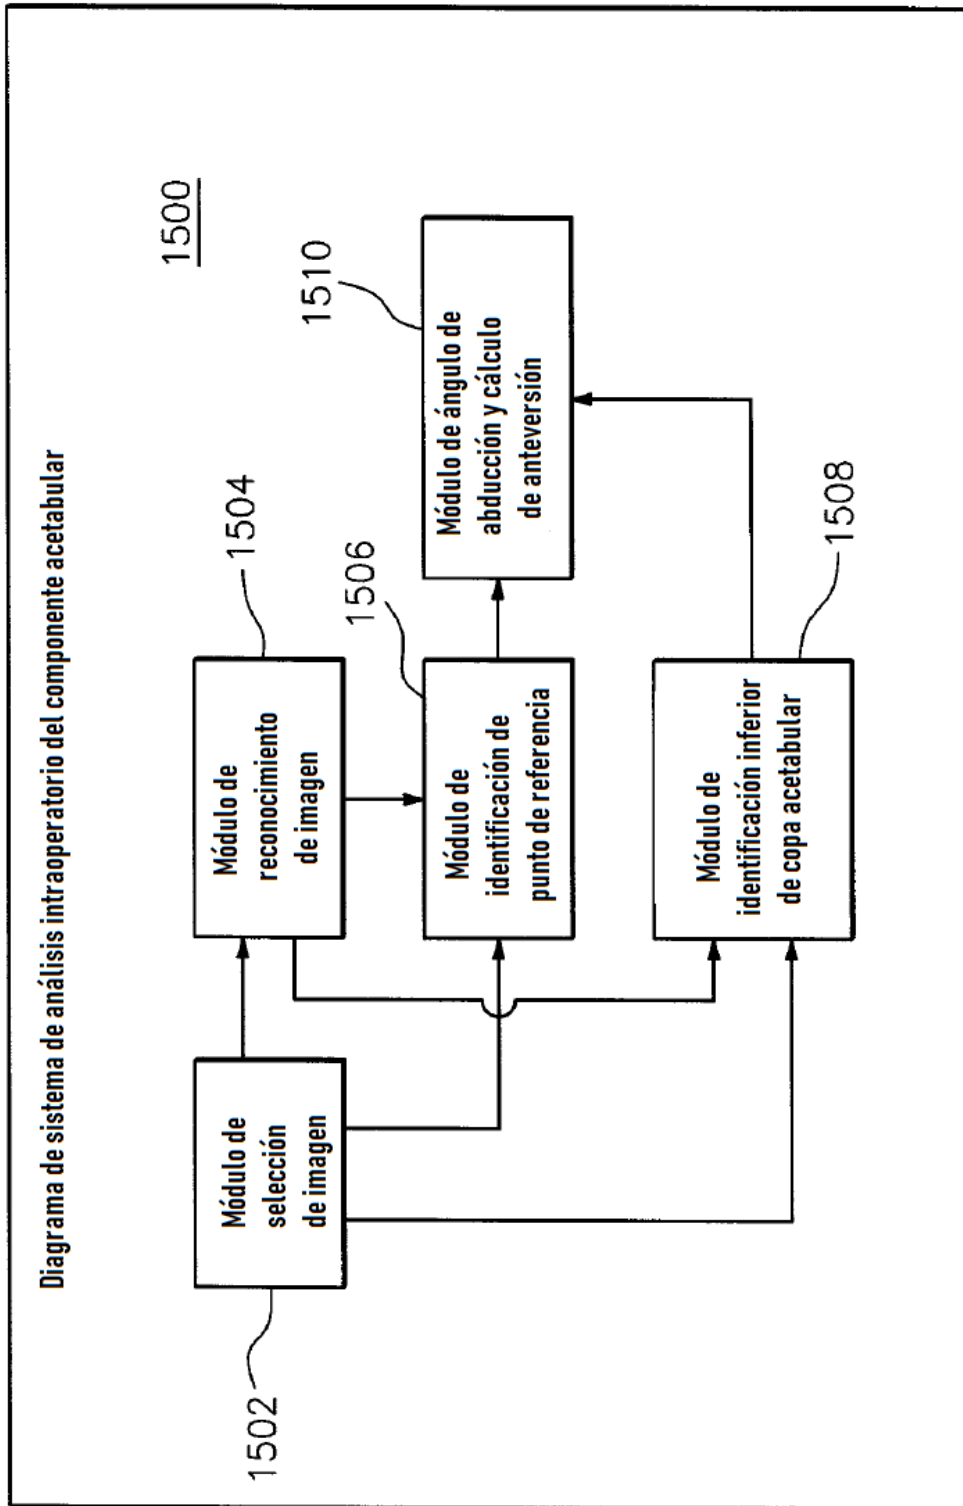 Diagrama de sistema de análisis intraoperatorio del componente acetabular
1500
1502
Módulo de
selección
de imagen
1504
Módulo de
reconocimiento
de imagen
1506
Módulo de
identificación de
punto de referencia
1508
Módulo de
identificación inferior
de copa acetabular
1510
Módulo de ángulo de
abducción y cálculo
de anteversión